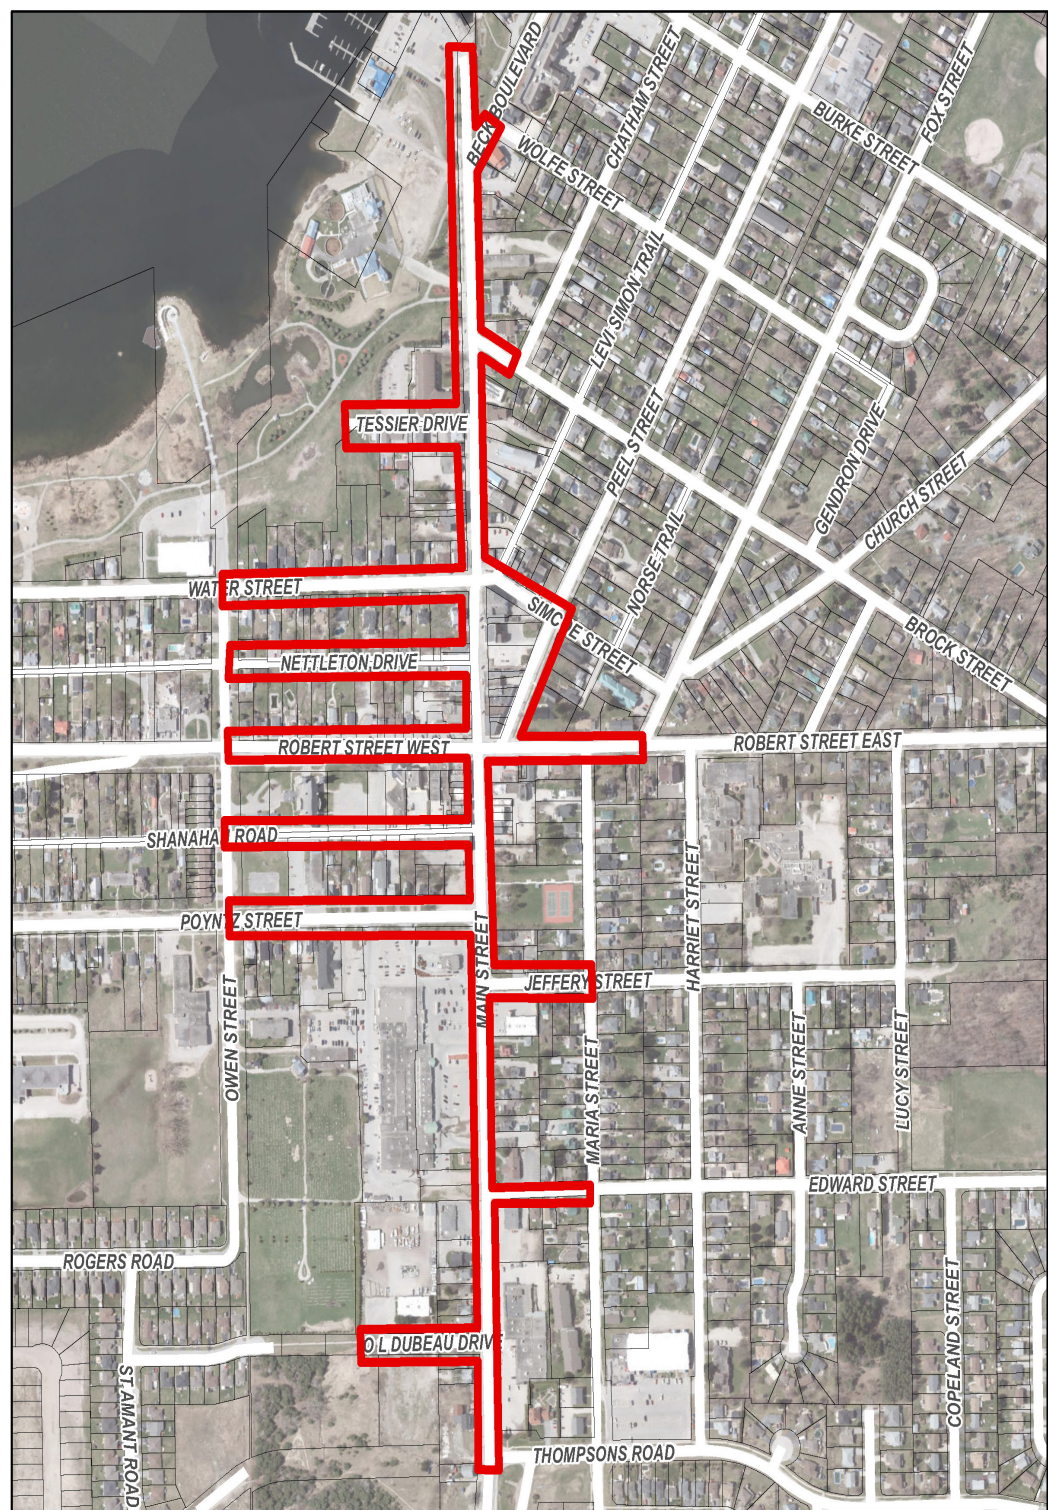 BECK BOULEVARD
CHATHAM STREET
BURKE STREET
FOX STREET
WOLFE STREET
LEVI SIMON TRAIL
TESSIER DRIVE
PEEL STREET
GENDRON DRIVE
CHURCH STREET
NORSE TRAIL
WATER STREET
SIMCOE STREET
BROCK STREET
NETTLETON DRIVE
ROBERT STREET WEST
ROBERT STREET EAST
SHANAHAN ROAD
POYNTZ STREET
MAIN STREET
HARRIET STREET
JEFFERY STREET
OWEN STREET
MARIA STREET
ANNE STREET
LUCY STREET
EDWARD STREET
ROGERS ROAD
O L DUBEAU DRIVE
COPELAND STREET
ST AMANT ROAD
THOMPSONS ROAD